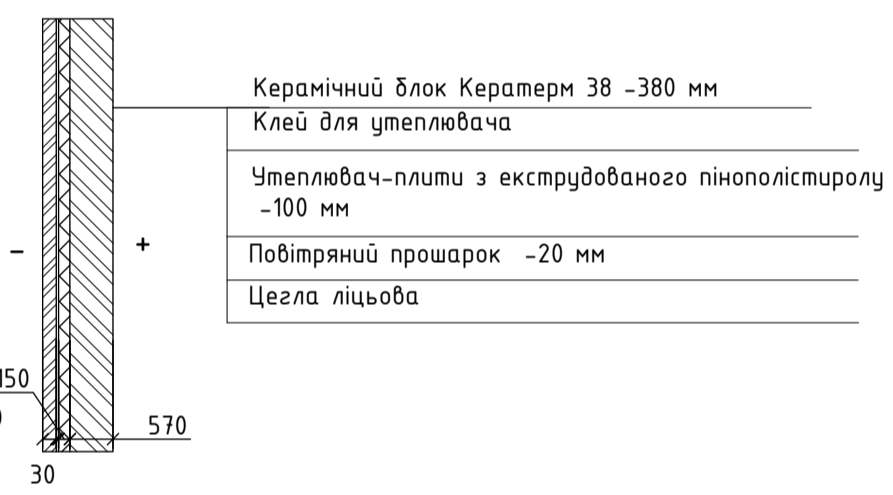 Керамічний блок Кератерм 38 -380 мм
Клей для утеплювача
Утеплювач-плити з екструдованого пінополістиролу
-100 мм
Повітряний прошарок -20 мм
Цегла ліцьова
-
+
150
570
30